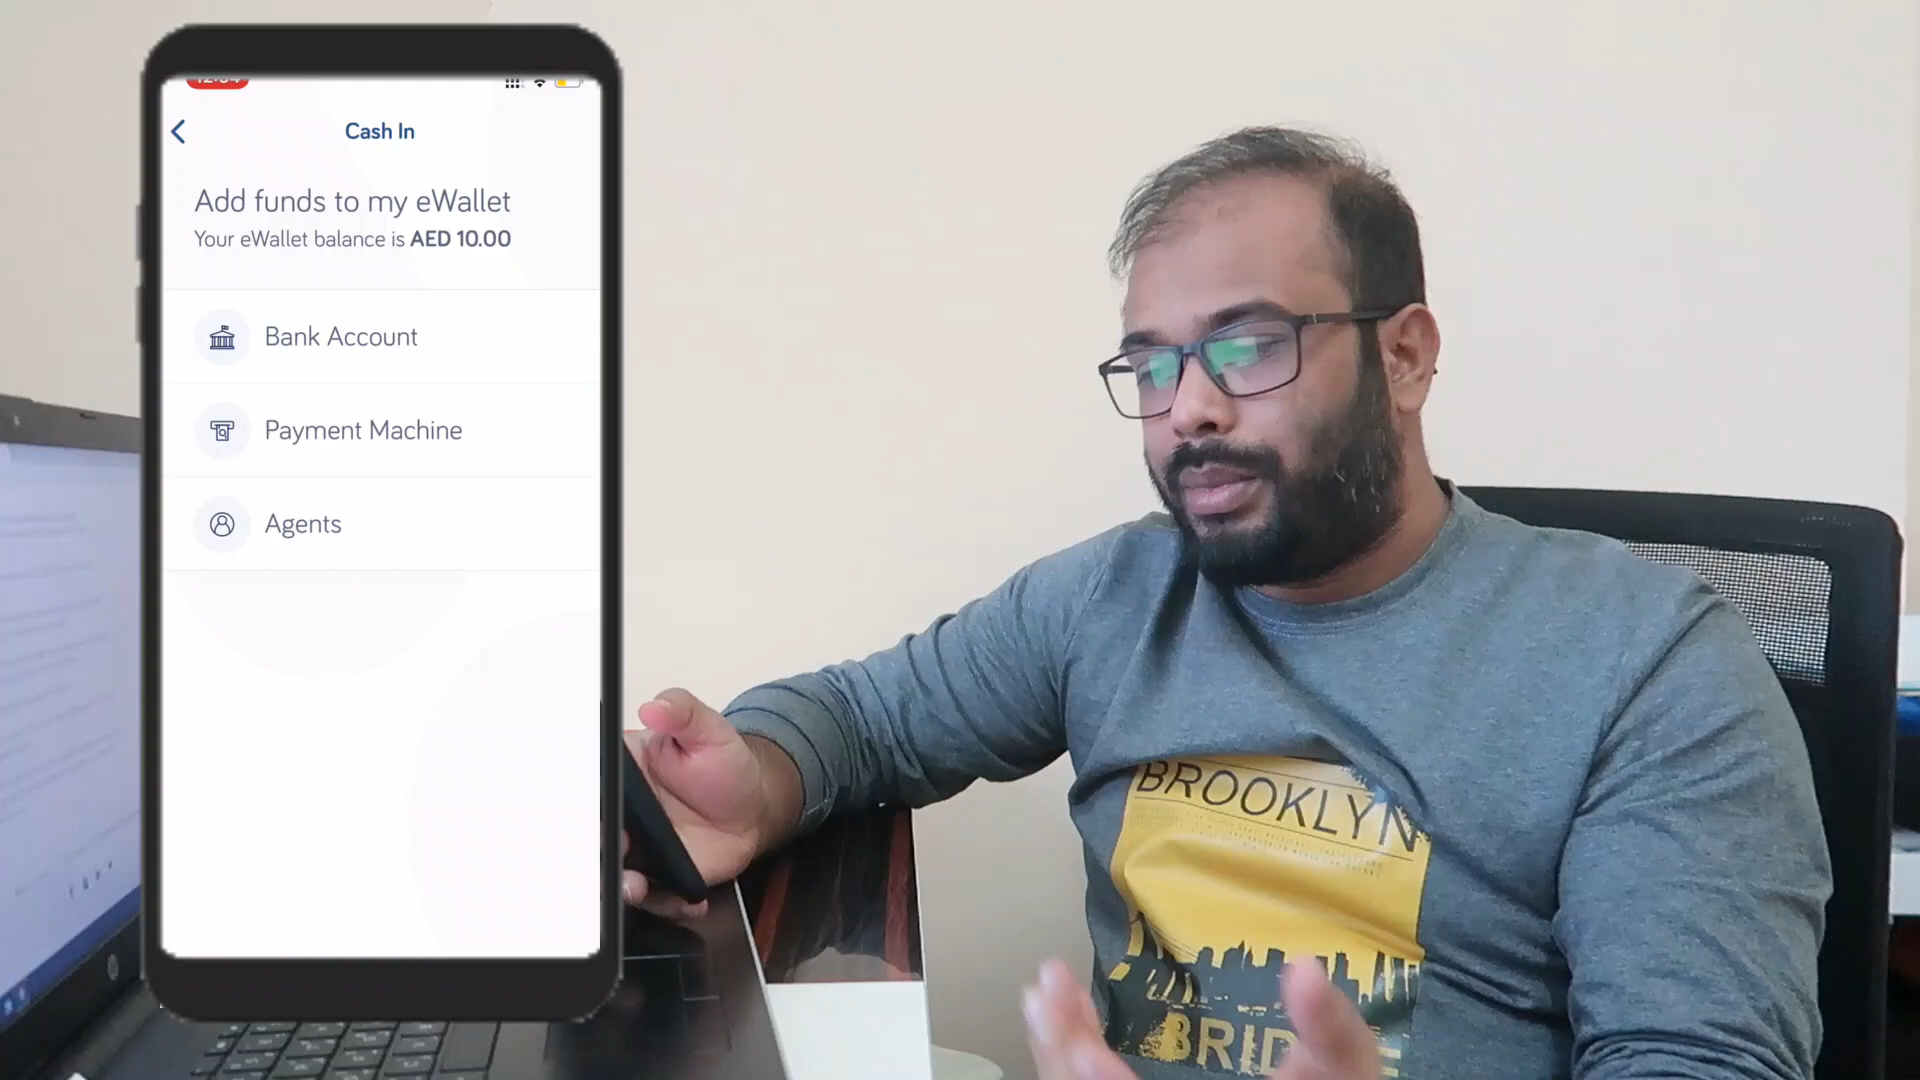 Cash In
Add funds to my eWallet
Your eWallet balance is AED 10.00
Bank Account
Payment Machine
Agents
BROOKLYN